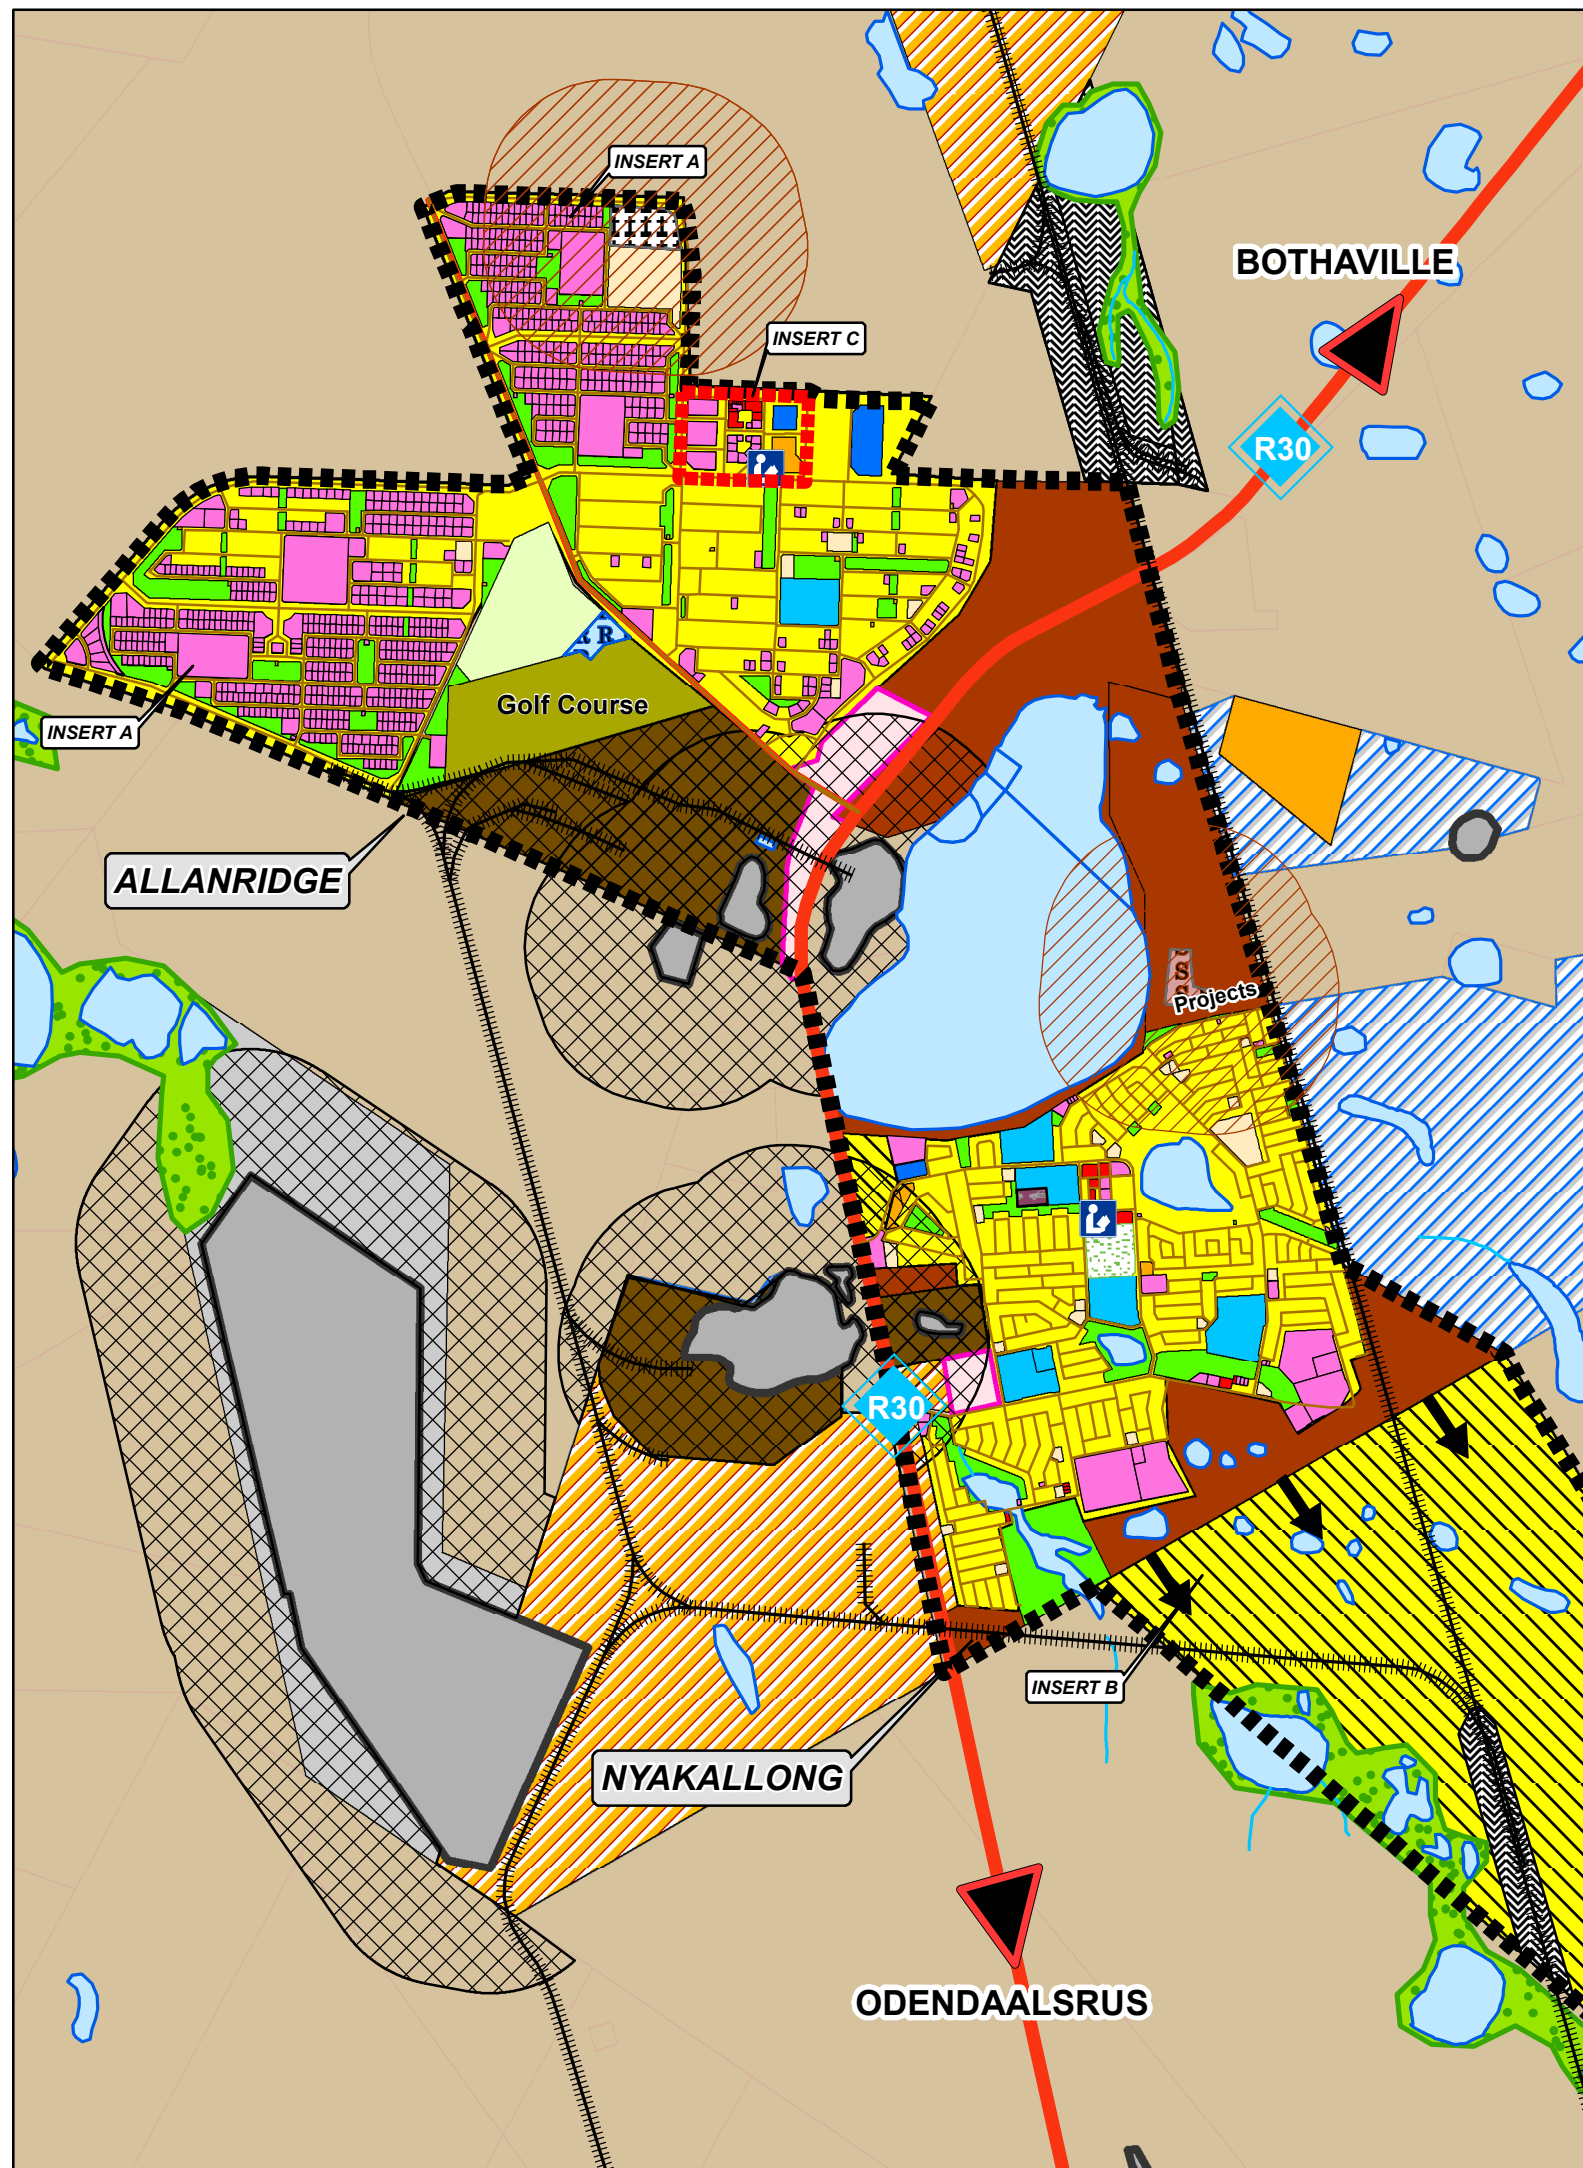 INSERT A
BOTHAVILLE
INSERT C
R30
R R
Golf Course
INSERT A
ALLANRIDGE
S
Projects
R30
INSERT B
NYAKALLONG
ODENDAALSRUS